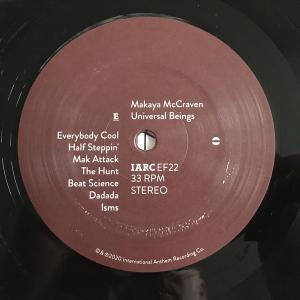 Makaya McCraven
Universal Beings
E
Everybody Cool
Half Steppin'
Mak Attack
The Hunt
Beat Science
Dadada
Isms
IARC EF22
33 RPM
STEREO
© & ℗ 2020 International Anthem Recording Co.